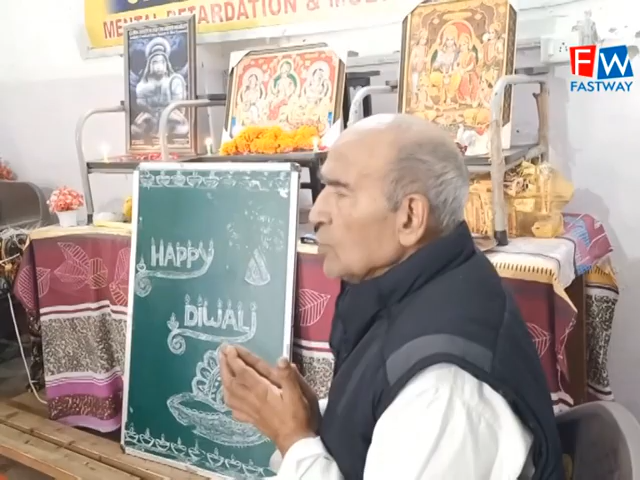 MENTAL RETARDATION &
FW
FASTWAY
HAPPY
DIWALI